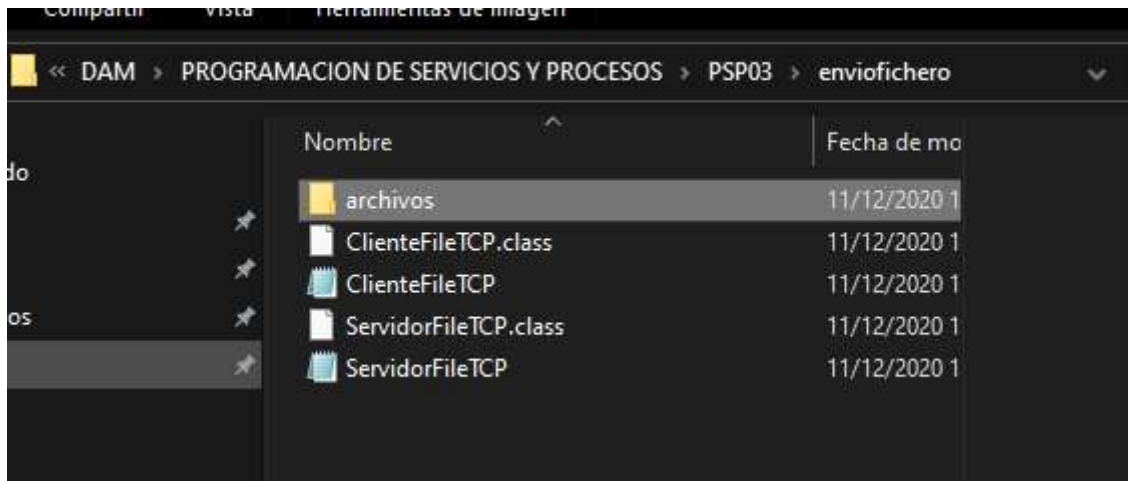 Compartir Vista Herramientas de imagen
« DAM > PROGRAMACION DE SERVICIOS Y PROCESOS > PSP03 > enviofichero
Nombre Fecha de mo
do
archivos 11/12/2020 1
ClienteFileTCP.class 11/12/2020 1
ClienteFileTCP 11/12/2020 1
os
ServidorFileTCP.class 11/12/2020 1
ServidorFileTCP 11/12/2020 1